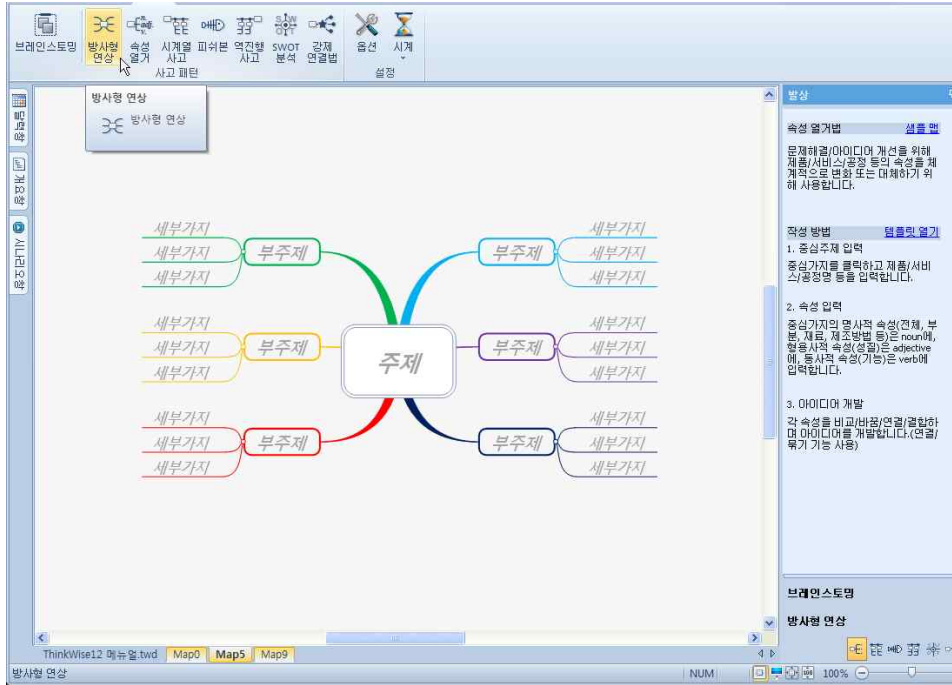 브레인스토밍
방사형
연상
속성
열거
시계열
사고
피쉬본
역진행
사고
SWOT
분석
강제
연결법
옵션
시계
사고 패턴
설정
방사형 연상
방사형 연상
입력창
개요창
시나리오창
세부가지
세부가지
세부가지
부주제
세부가지
세부가지
세부가지
부주제
세부가지
세부가지
세부가지
부주제
주제
부주제
세부가지
세부가지
세부가지
부주제
세부가지
세부가지
세부가지
부주제
세부가지
세부가지
세부가지
발상
속성 열거법 샘플 맵
문제해결/아이디어 개선을 위해
제품/서비스/공정 등의 속성을 체
계적으로 변화 또는 대체하기 위
해 사용합니다.
작성 방법 템플릿 열기
1. 중심주제 입력
중심가지를 클릭하고 제품/서비
스/공정명 등을 입력합니다.
2. 속성 입력
중심가지의 명사적 속성(전체, 부
분, 재료, 제조방법 등)은 noun에,
형용사적 속성(성질)은 adjective
에, 동사적 속성(기능)은 verb에
입력합니다.
3. 아이디어 개발
각 속성을 비교/바꿈/연결/결합하
며 아이디어를 개발합니다.(연결/
묶기 기능 사용)
브레인스토밍
방사형 연상
ThinkWise12 메뉴얼.twd Map0 Map5 Map9
방사형 연상 NUM 100%